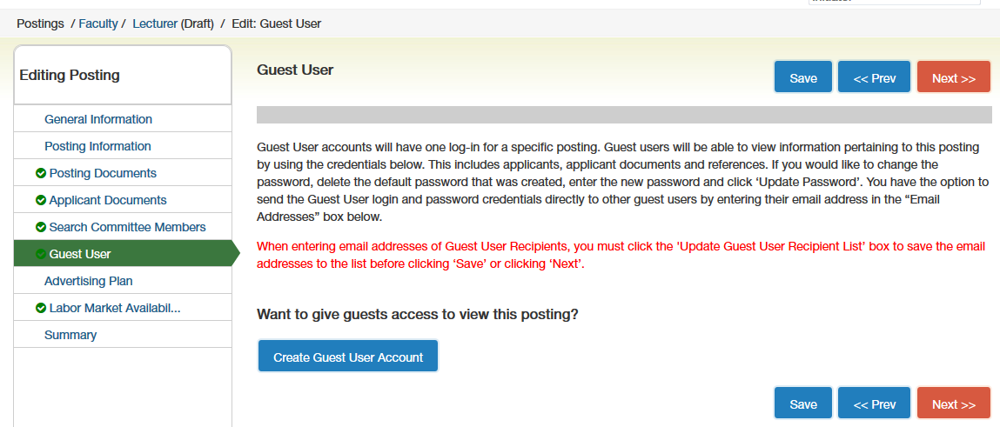 Postings / Faculty / Lecturer (Draft) / Edit: Guest User
Editing Posting
General Information
Posting Information
Posting Documents
Applicant Documents
Search Committee Members
Guest User
Advertising Plan
Labor Market Availabil...
Summary
Guest User
Save
<< Prev
Next >>
Guest User accounts will have one log-in for a specific posting. Guest users will be able to view information pertaining to this posting
by using the credentials below. This includes applicants, applicant documents and references. If you would like to change the
password, delete the default password that was created, enter the new password and click ‘Update Password’. You have the option to
send the Guest User login and password credentials directly to other guest users by entering their email address in the “Email
Addresses” box below.
When entering email addresses of Guest User Recipients, you must click the 'Update Guest User Recipient List' box to save the email
addresses to the list before clicking ‘Save’ or clicking ‘Next’.
Want to give guests access to view this posting?
Create Guest User Account
Save
<< Prev
Next >>